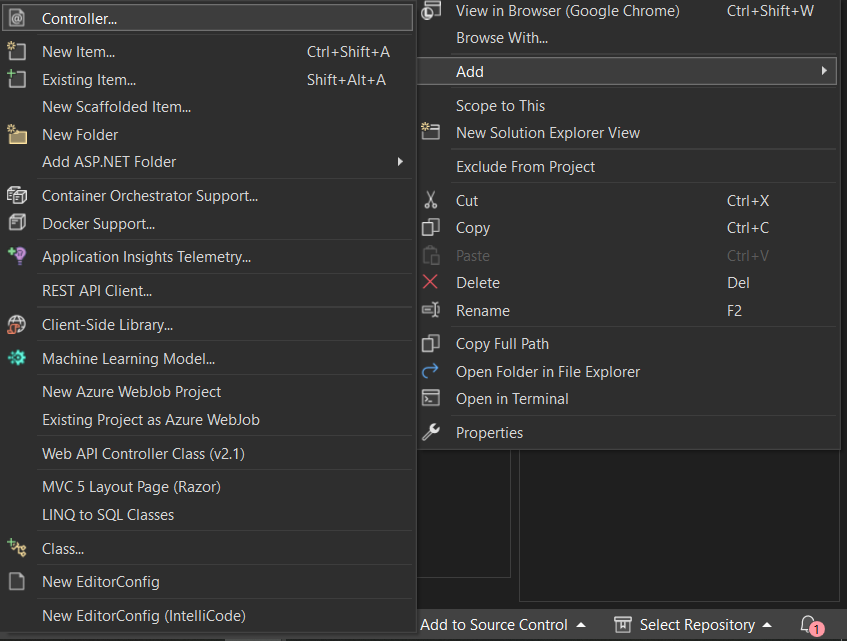 Controller...
New Item... Ctrl+Shift+A
Existing Item... Shift+Alt+A
New Scaffolded Item...
New Folder
Add ASP.NET Folder
Container Orchestrator Support...
Docker Support...
Application Insights Telemetry...
REST API Client...
Client-Side Library...
Machine Learning Model...
New Azure WebJob Project
Existing Project as Azure WebJob
Web API Controller Class (v2.1)
MVC 5 Layout Page (Razor)
LINQ to SQL Classes
Class...
New EditorConfig
New EditorConfig (IntelliCode)
View in Browser (Google Chrome) Ctrl+Shift+W
Browse With...
Add
Scope to This
New Solution Explorer View
Exclude From Project
Cut Ctrl+X
Copy Ctrl+C
Paste Ctrl+V
Delete Del
Rename F2
Copy Full Path
Open Folder in File Explorer
Open in Terminal
Properties
Add to Source Control Select Repository 1